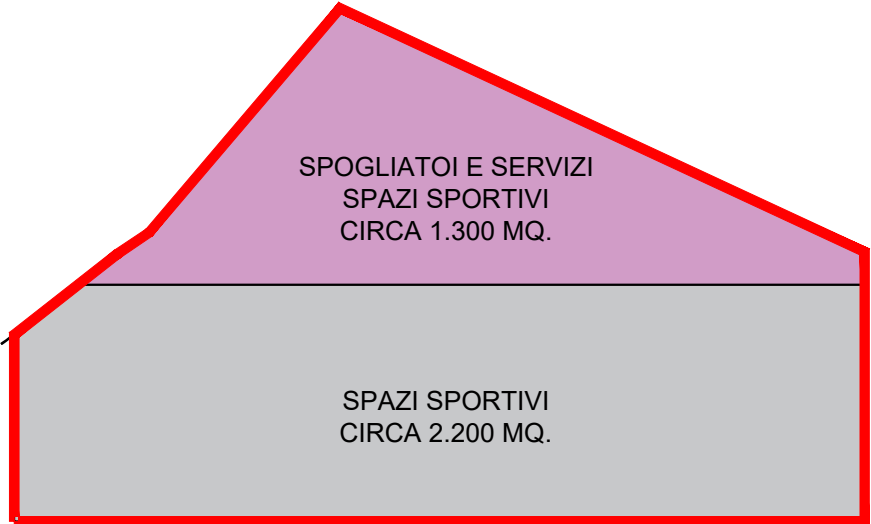 SPOGLIATOI E SERVIZI
SPAZI SPORTIVI
CIRCA 1.300 MQ.
SPAZI SPORTIVI
CIRCA 2.200 MQ.